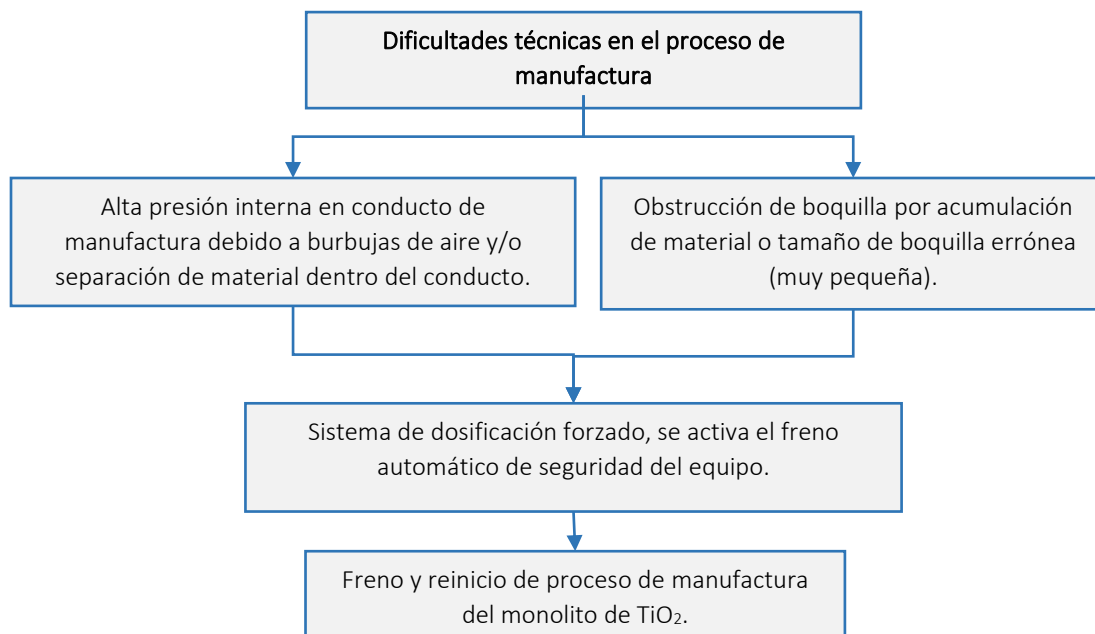 Dificultades técnicas en el proceso de
manufactura
Alta presión interna en conducto de
manufactura debido a burbujas de aire y/o
separación de material dentro del conducto.
Obstrucción de boquilla por acumulación
de material o tamaño de boquilla errónea
(muy pequeña).
Sistema de dosificación forzado, se activa el freno
automático de seguridad del equipo.
Freno y reinicio de proceso de manufactura
del monolito de TiO₂.